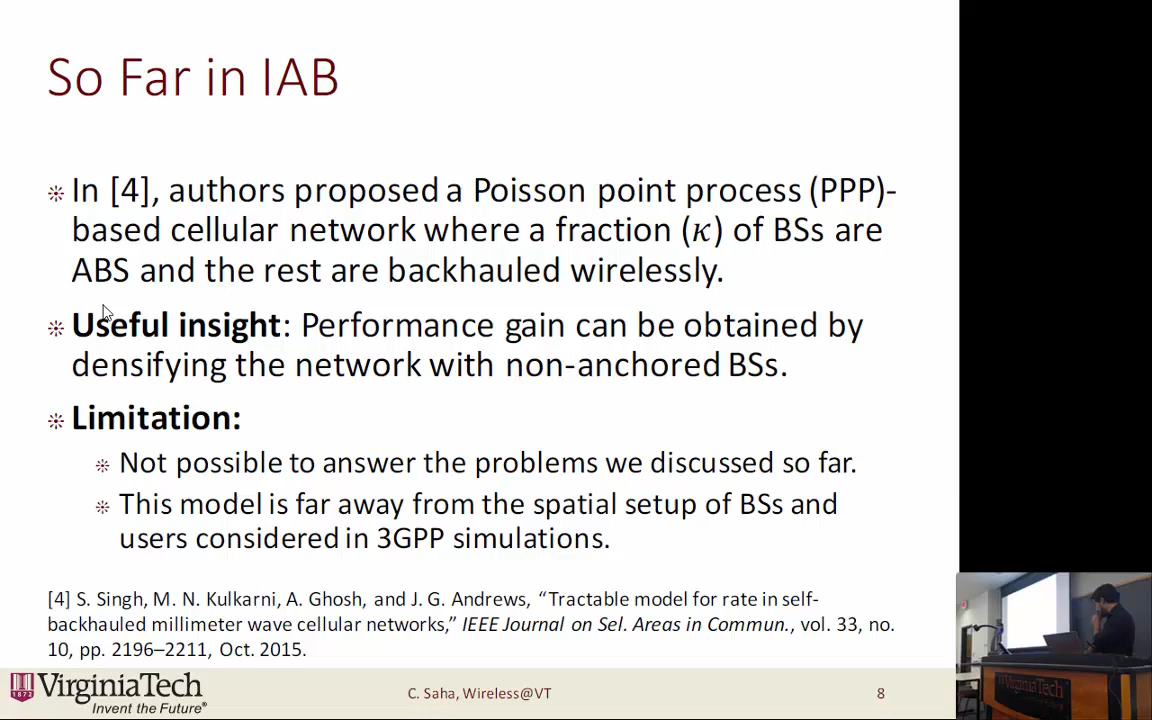 So Far in IAB
In [4], authors proposed a Poisson point process (PPP)-
based cellular network where a fraction (κ) of BSs are
ABS and the rest are backhauled wirelessly.
Useful insight: Performance gain can be obtained by
densifying the network with non-anchored BSs.
Limitation:
Not possible to answer the problems we discussed so far.
This model is far away from the spatial setup of BSs and
users considered in 3GPP simulations.
[4] S. Singh, M. N. Kulkarni, A. Ghosh, and J. G. Andrews, “Tractable model for rate in self-
backhauled millimeter wave cellular networks,” IEEE Journal on Sel. Areas in Commun., vol. 33, no.
10, pp. 2196–2211, Oct. 2015.
1872
VirginiaTech
Invent the Future®
C. Saha, Wireless@VT
8
VirginiaTech